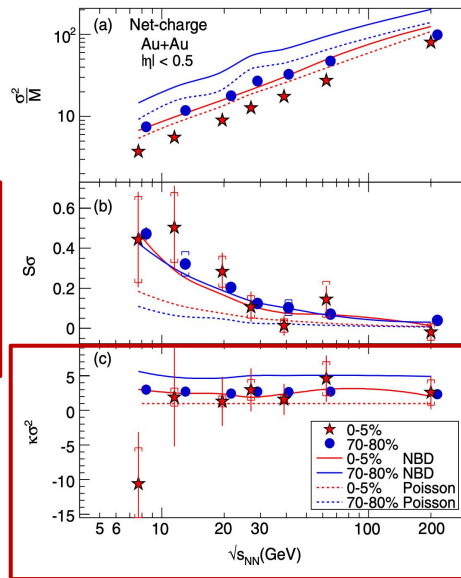 (a) Net-charge
Au+Au
|η| < 0.5
σ²/M
10²
10
(b)
Sσ
0.6
0.4
0.2
0
(c)
κσ²
5
0
-5
-10
-15
0-5%
70-80%
0-5% NBD
70-80% NBD
0-5% Poisson
70-80% Poisson
5 6 10 20 30 100 200
√sNN(GeV)